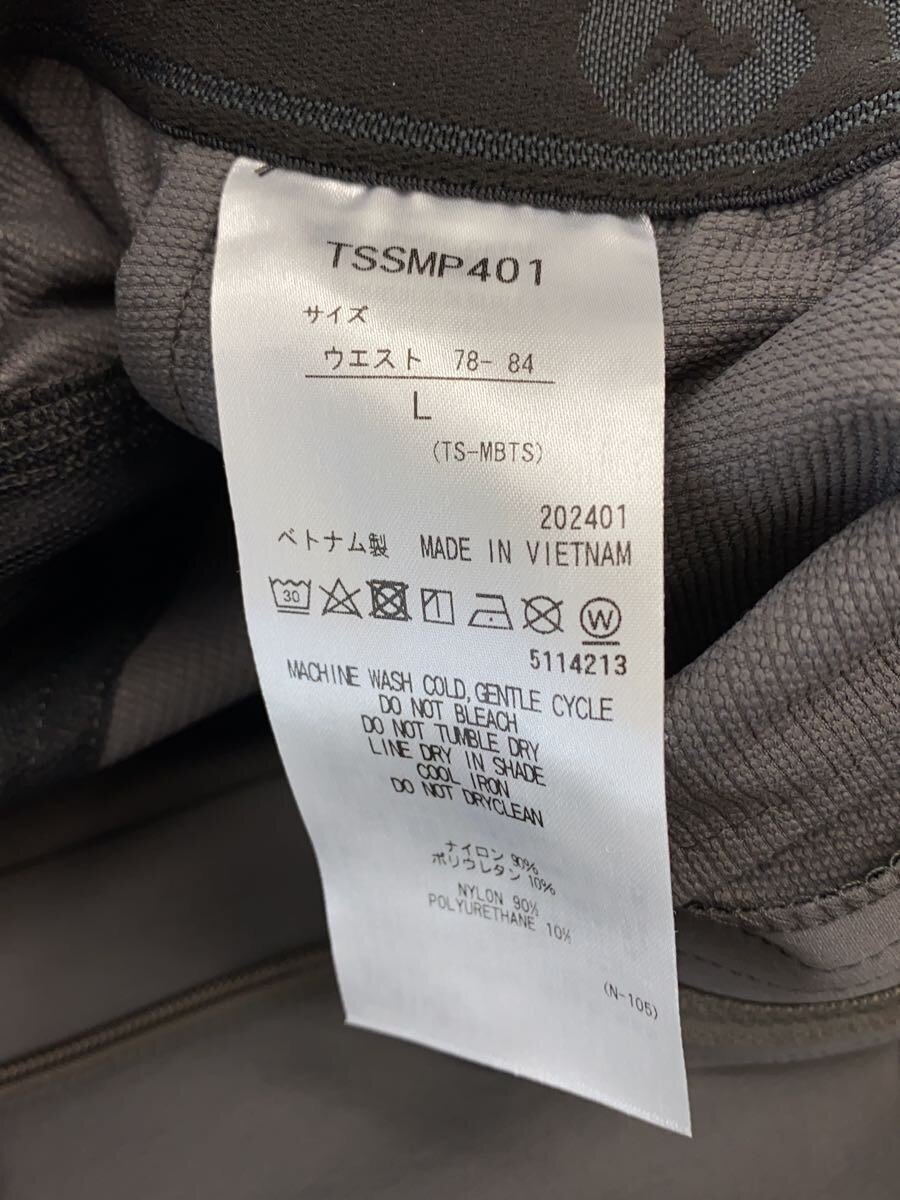 TSSMP401
サイズ
ウエスト 78- 84
L
(TS-MBTS)
202401
ベトナム製 MADE IN VIETNAM
30
W
5114213
MACHINE WASH COLD,GENTLE CYCLE
DO NOT BLEACH
DO NOT TUMBLE DRY
LINE DRY IN SHADE
COOL IRON
DO NOT DRYCLEAN
ナイロン 90%
ポリウレタン 10%
NYLON 90%
POLYURETHANE 10%
(N-105)